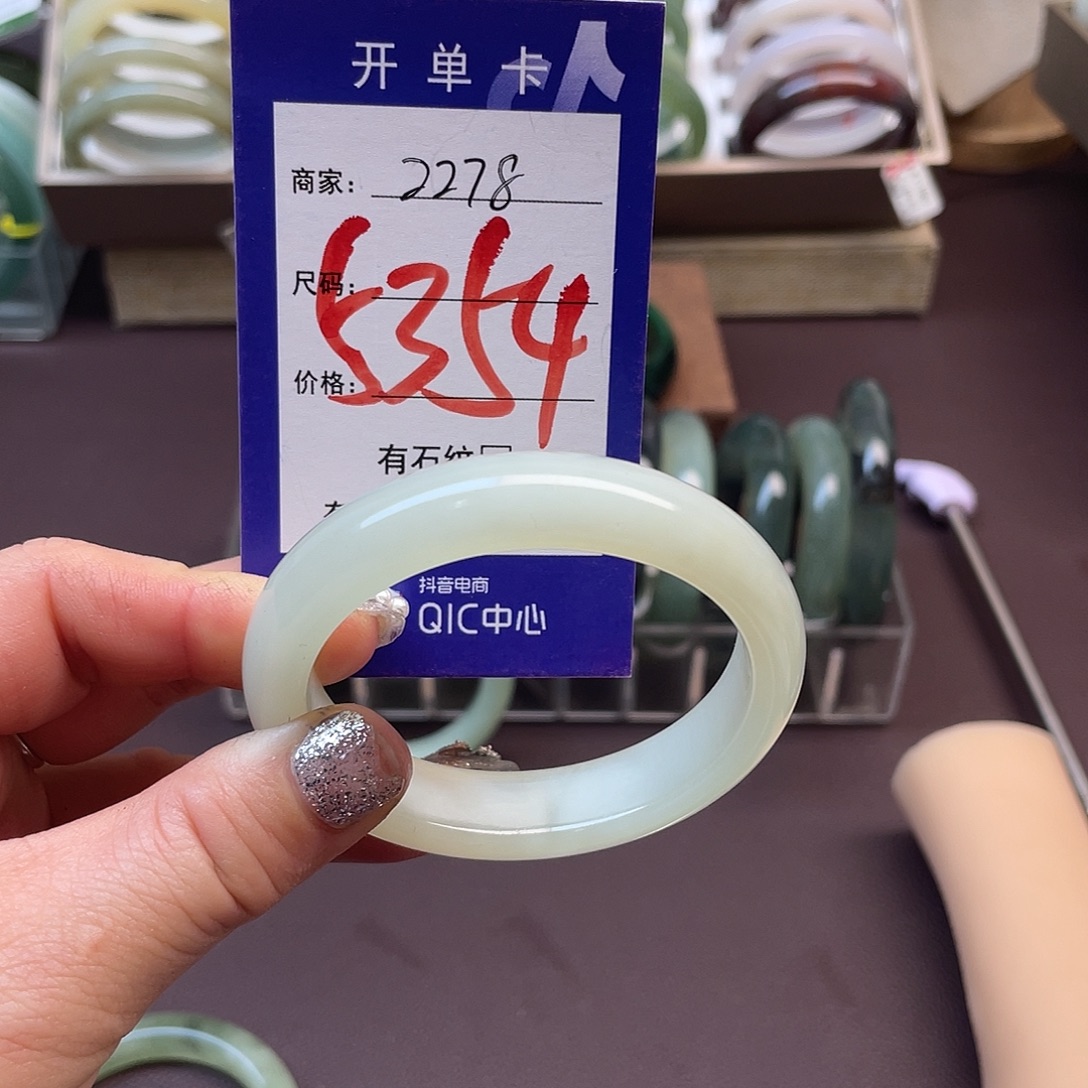 开单卡
商家：2278
尺码：
5354
价格：
有石纹
抖音电商
QIC中心